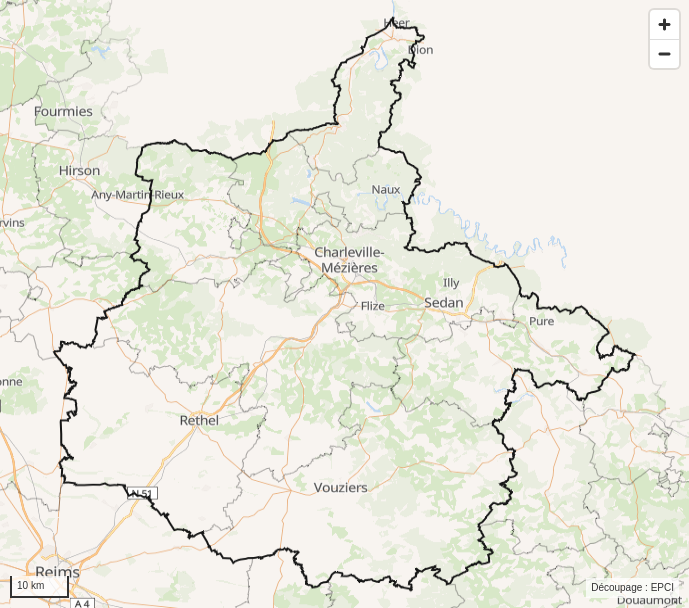 Heer
+
−
Dion
Fourmies
Hirson
Any-Martin-Rieux
Naux
rvins
Charleville-
Mézières
Illy
Flize
Sedan
Pure
onne
Rethel
Vouziers
N 51
Reims
10 km
A 4
Découpage : EPCI
Douaumont